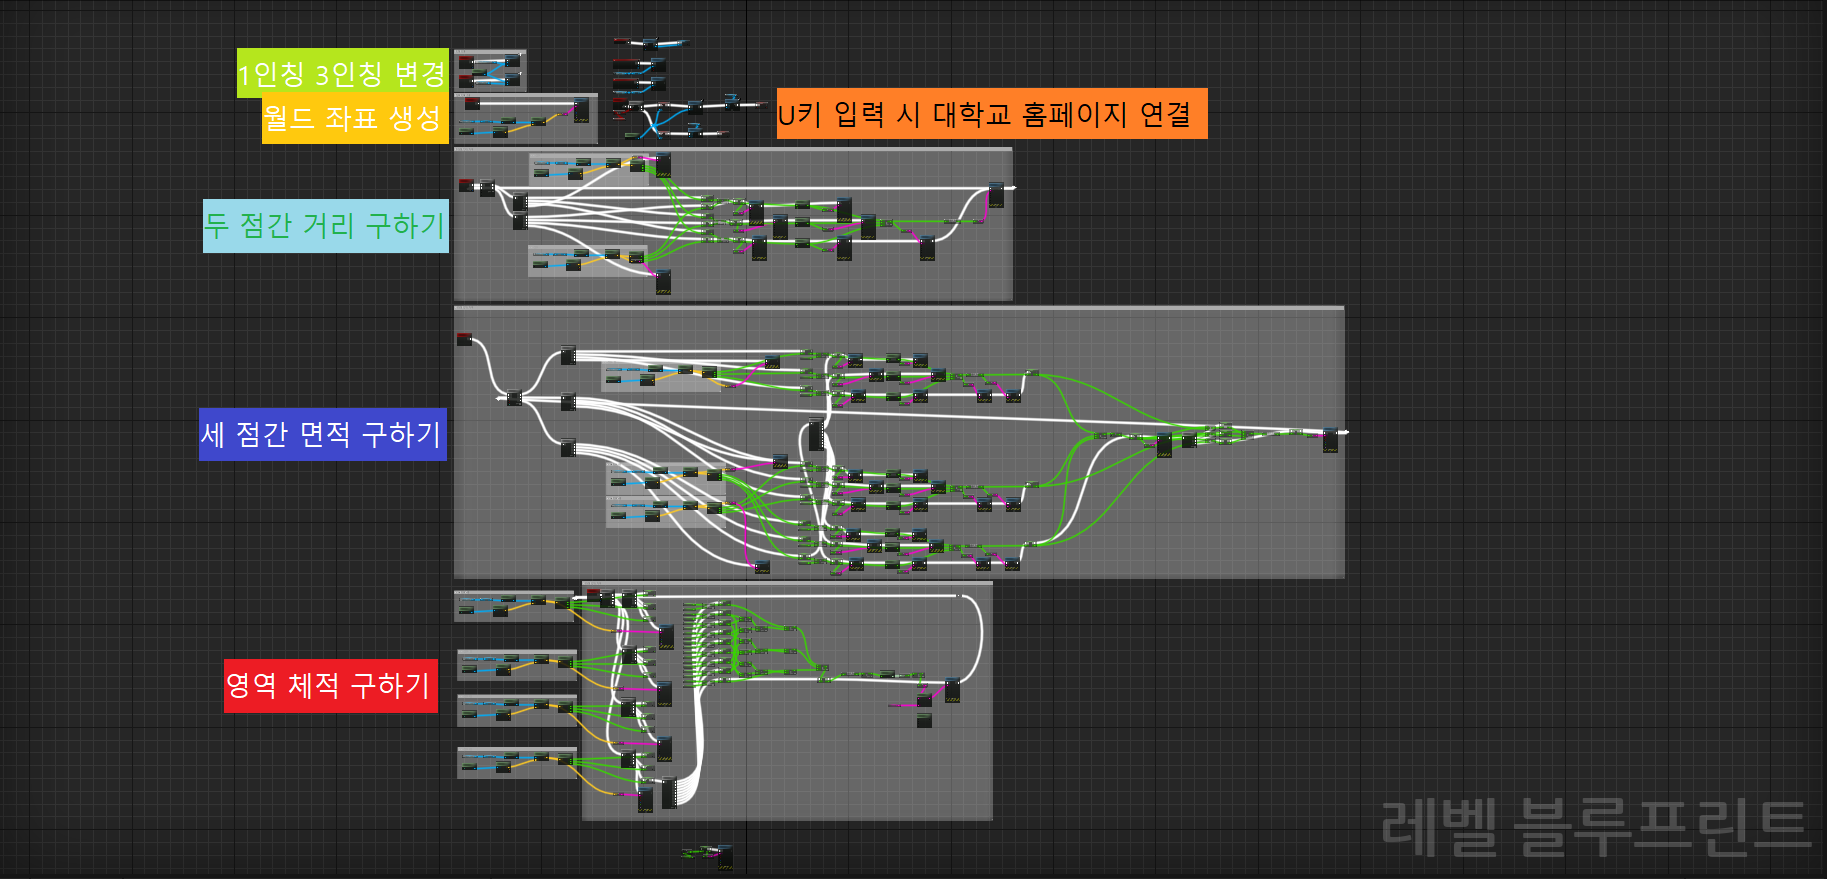 1인칭 3인칭 변경
월드 좌표 생성
U키 입력 시 대학교 홈페이지 연결
두 점간 거리 구하기
세 점간 면적 구하기
영역 체적 구하기
레벨 블루프린트